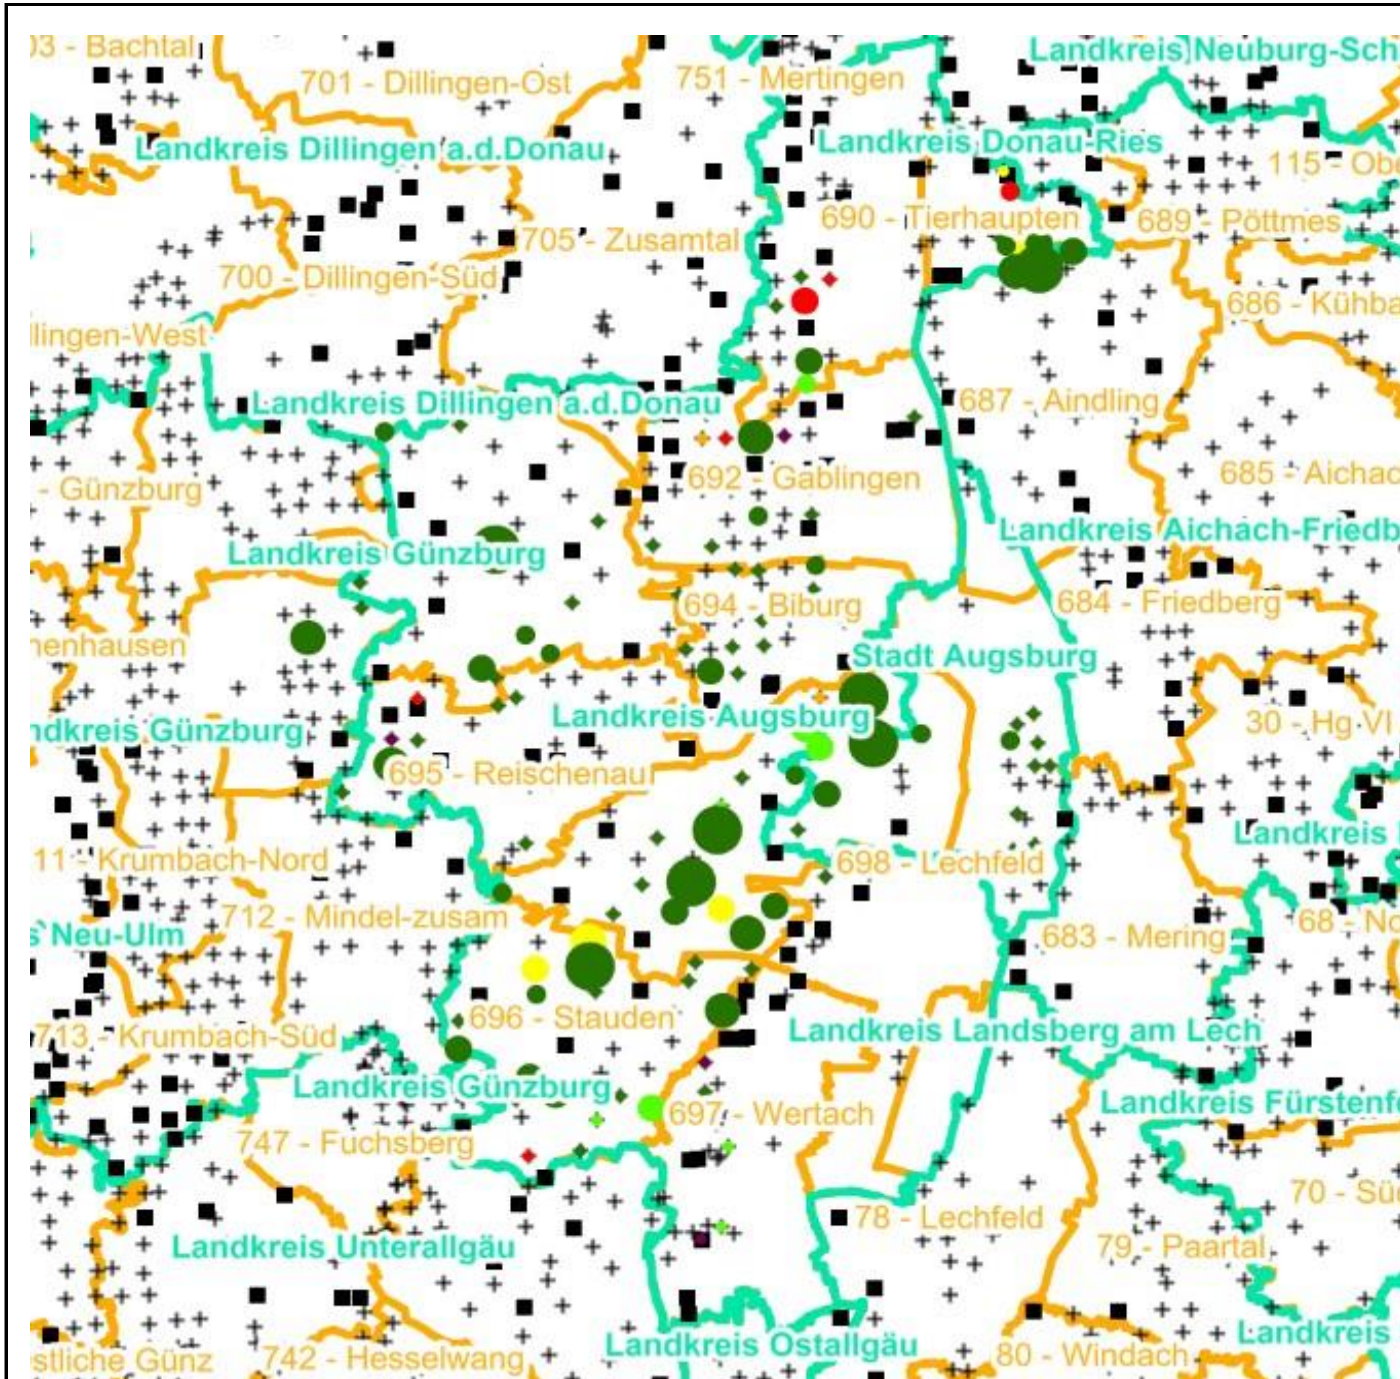 03 - Bachtal
Landkreis Neuburg-Sch
701 - Dillingen-Ost
751 - Mertingen
Landkreis Dillingen a.d.Donau
Landkreis Donau-Ries
115 - Obe
690 - Tierhaupten
689 - Pöttmes
705 - Zusamtal
700 - Dillingen-Süd
686 - Kühba
llingen-West
Landkreis Dillingen a.d.Donau
687 - Aindling
692 - Gablingen
685 - Aichac
- Günzburg
Landkreis Aichach-Friedb
Landkreis Günzburg
694 - Biburg
684 - Friedberg
nenhausen
Stadt Augsburg
Landkreis Augsburg
ndkreis Günzburg
30 - Hg VI
695 - Reischenau
Landkreis
11 - Krumbach-Nord
698 - Lechfeld
712 - Mindel-zusam
68 - No
s Neu-Ulm
683 - Mering
696 - Stauden
713 - Krumbach-Süd
Landkreis Landsberg am Lech
Landkreis Günzburg
Landkreis Fürstenfe
697 - Wertach
747 - Fuchsberg
70 - Sü
78 - Lechfeld
Landkreis Unterallgäu
79 - Paartal
Landkreis
Landkreis Ostallgäu
stliche Günz
742 - Hesselwang
80 - Windach